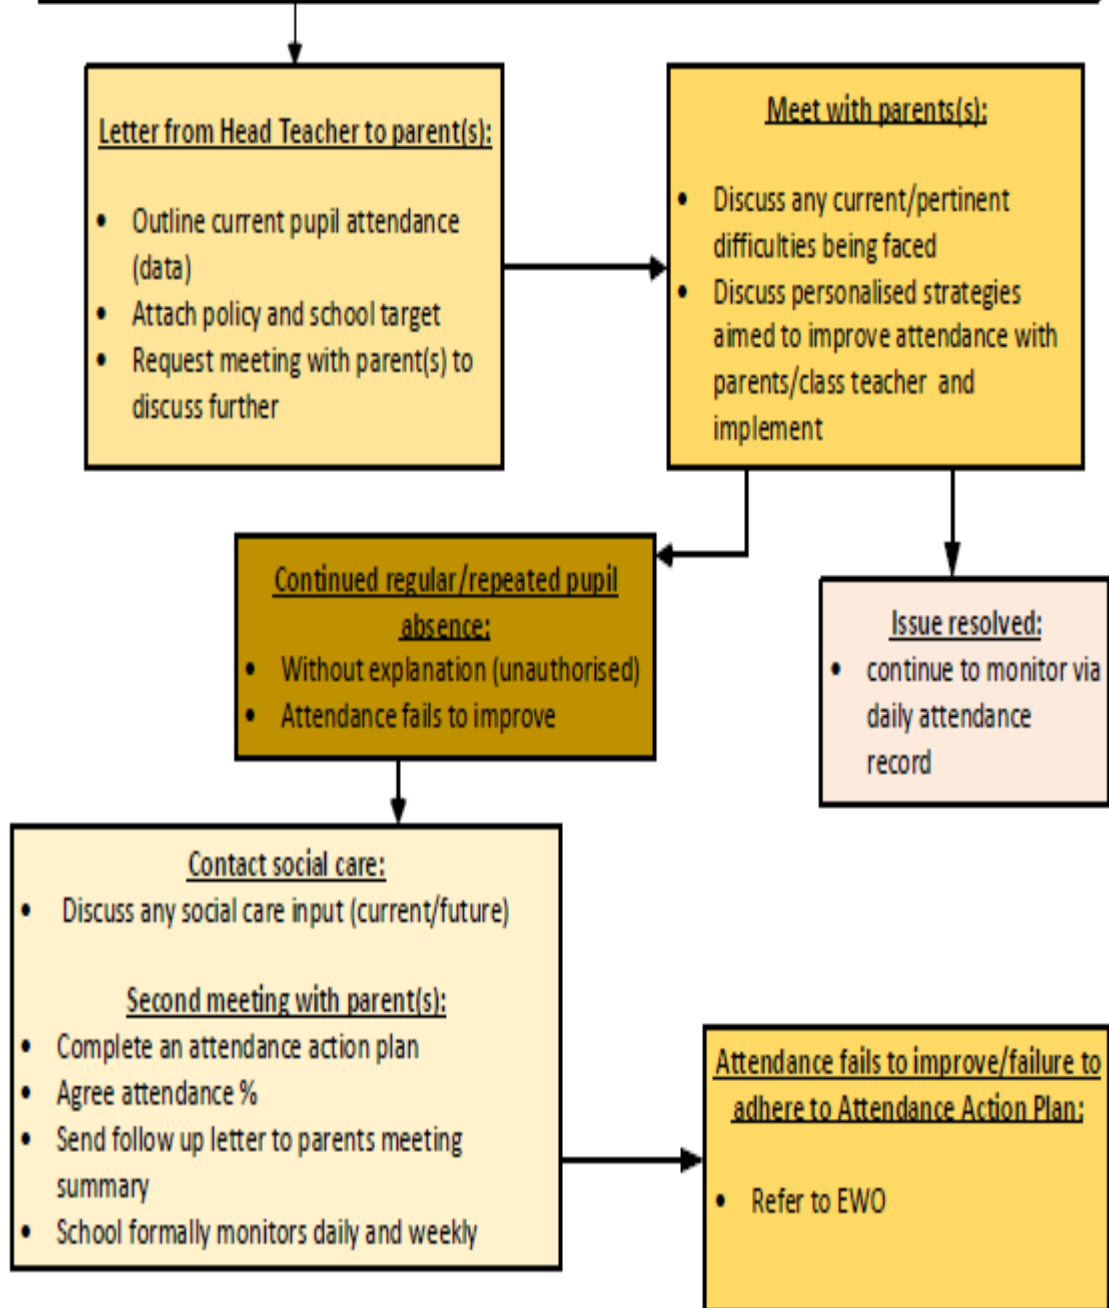 Letter from Head Teacher to parent(s):
• Outline current pupil attendance
(data)
• Attach policy and school target
• Request meeting with parent(s) to
discuss further
Meet with parents(s):
• Discuss any current/pertinent
difficulties being faced
• Discuss personalised strategies
aimed to improve attendance with
parents/class teacher and
implement
Continued regular/repeated pupil
absence:
• Without explanation (unauthorised)
• Attendance fails to improve
Issue resolved:
• continue to monitor via
daily attendance
record
Contact social care:
• Discuss any social care input (current/future)
Second meeting with parent(s):
• Complete an attendance action plan
• Agree attendance %
• Send follow up letter to parents meeting
summary
• School formally monitors daily and weekly
Attendance fails to improve/failure to
adhere to Attendance Action Plan:
• Refer to EWO